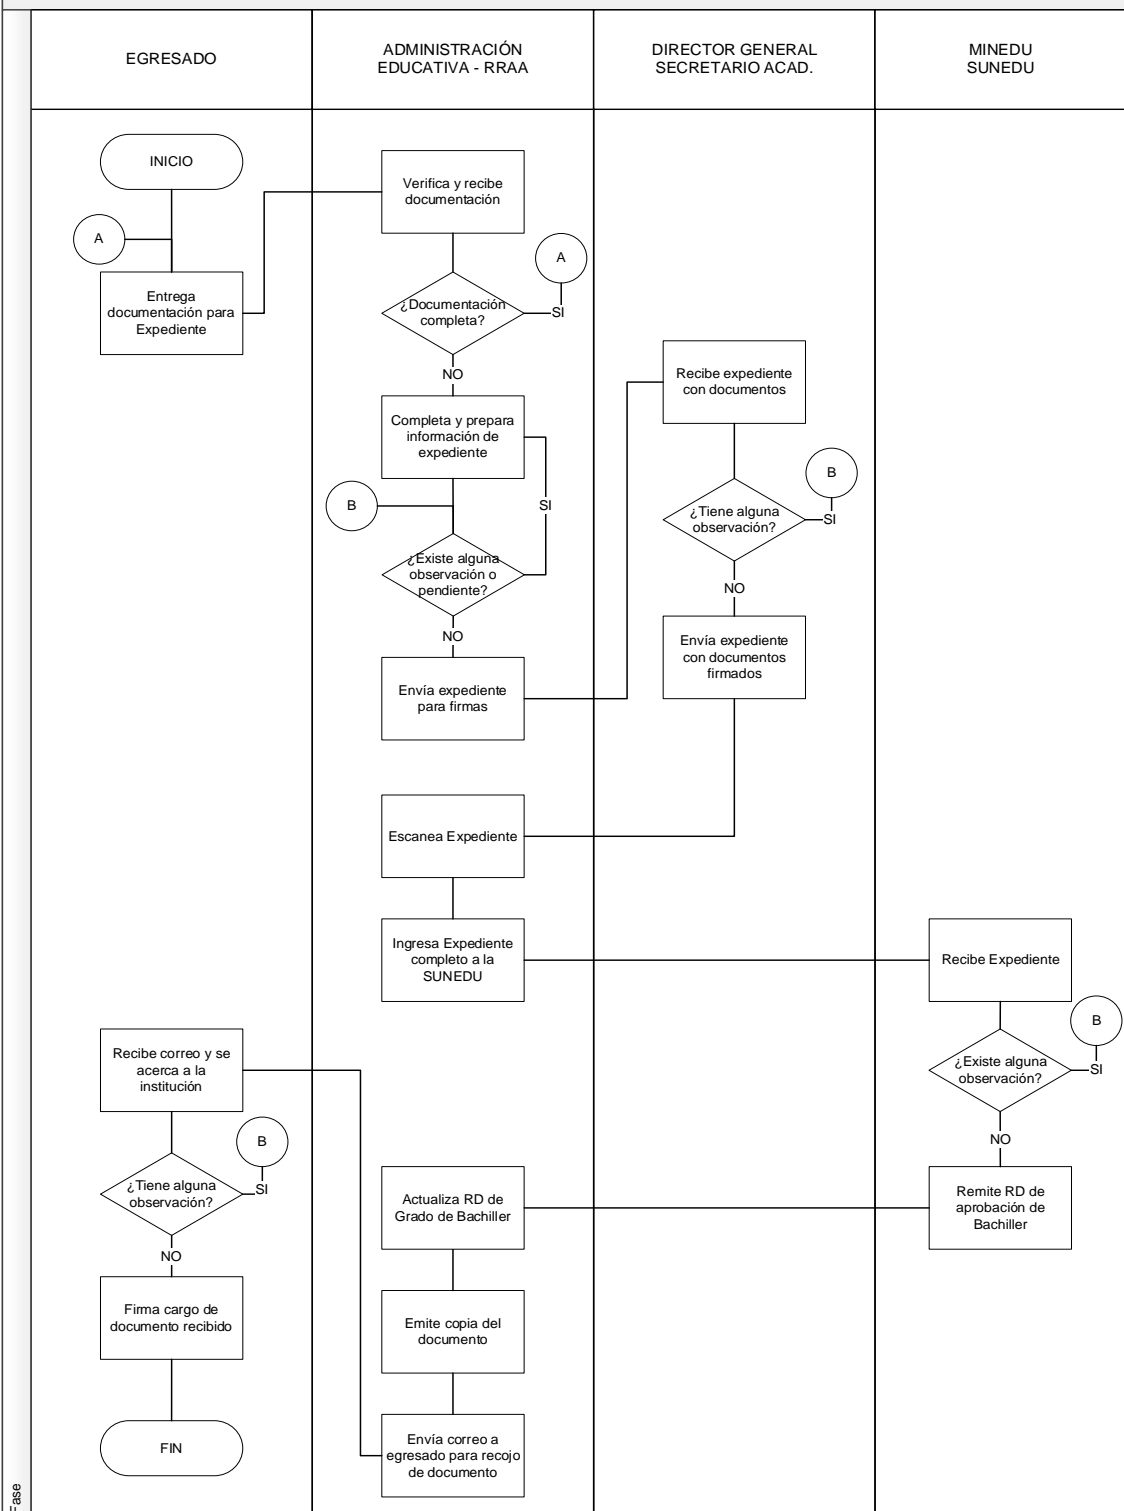 EGRESADO
ADMINISTRACIÓN
EDUCATIVA - RRAA
DIRECTOR GENERAL
SECRETARIO ACAD.
MINEDU
SUNEDU
INICIO
A
Entrega
documentación para
Expediente
Verifica y recibe
documentación
A
¿Documentación
completa?
SI
NO
Completa y prepara
información de
expediente
SI
B
¿Existe alguna
observación o
pendiente?
NO
Envía expediente
para firmas
Recibe expediente
con documentos
B
¿Tiene alguna
observación?
SI
NO
Envía expediente
con documentos
firmados
Escanea Expediente
Ingresa Expediente
completo a la
SUNEDU
Recibe Expediente
B
¿Existe alguna
observación?
SI
NO
Remite RD de
aprobación de
Bachiller
Actualiza RD de
Grado de Bachiller
Emite copia del
documento
Envía correo a
egresado para recojo
de documento
Recibe correo y se
acerca a la
institución
B
¿Tiene alguna
observación?
SI
NO
Firma cargo de
documento recibido
FIN
Fase